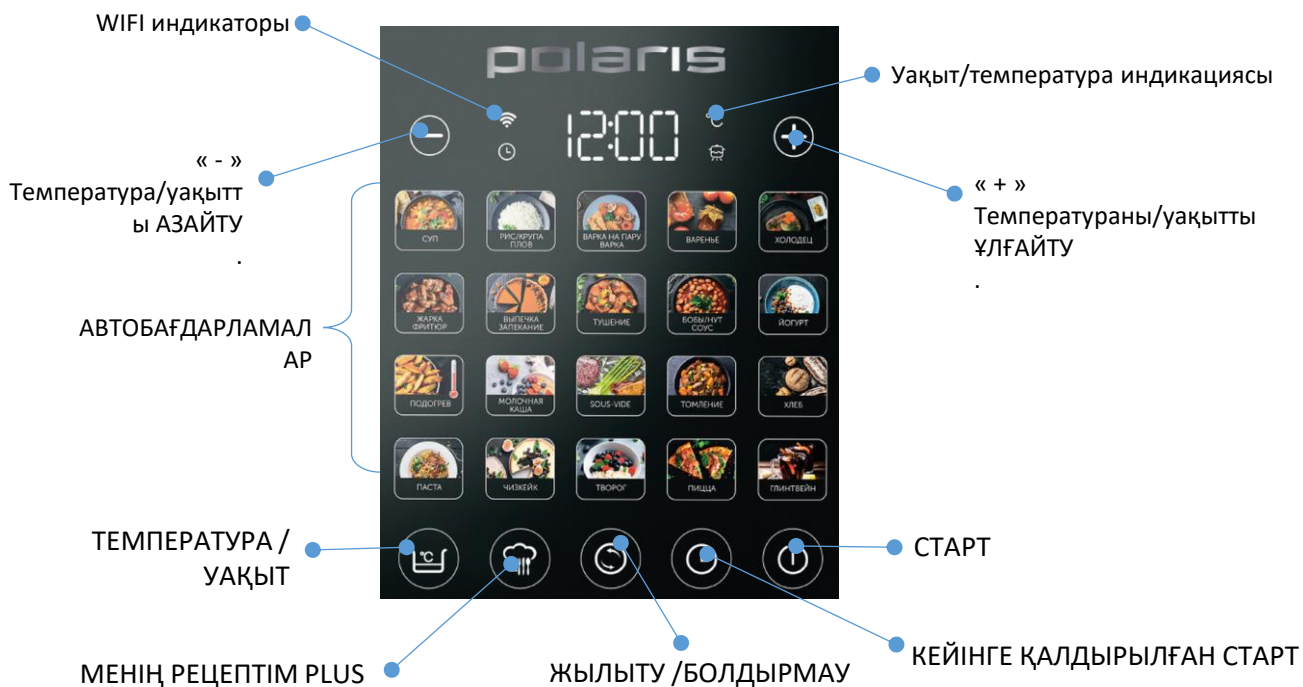 WIFI индикаторы
polaris
Уақыт/температура индикациясы
12:00
°C
« - »
Температура/уақытт
ы АЗАЙТУ
.
« + »
Температураны/уақытты
ҰЛҒАЙТУ
.
СУП
РИС/КРУПА
ПЛОВ
ВАРКА НА ПАРУ
ВАРКА
ВАРЕНЬЕ
ХОЛОДЕЦ
АВТОБАҒДАРЛАМАЛ
АР
ЖАРКА
ФРИТЮР
ВЫПЕЧКА
ЗАПЕКАНИЕ
ТУШЕНИЕ
БОБЫ/НУТ
СОУС
ЙОГУРТ
ПОДОГРЕВ
МОЛОЧНАЯ
КАША
SOUS-VIDE
ТОМЛЕНИЕ
ХЛЕБ
ПАСТА
ЧИЗКЕЙК
ТВОРОГ
ПИЦЦА
ГЛИНТВЕЙН
ТЕМПЕРАТУРА /
УАҚЫТ
°C
СТАРТ
МЕНІҢ РЕЦЕПТІМ PLUS
ЖЫЛЫТУ /БОЛДЫРМАУ
КЕЙІНГЕ ҚАЛДЫРЫЛҒАН СТАРТ